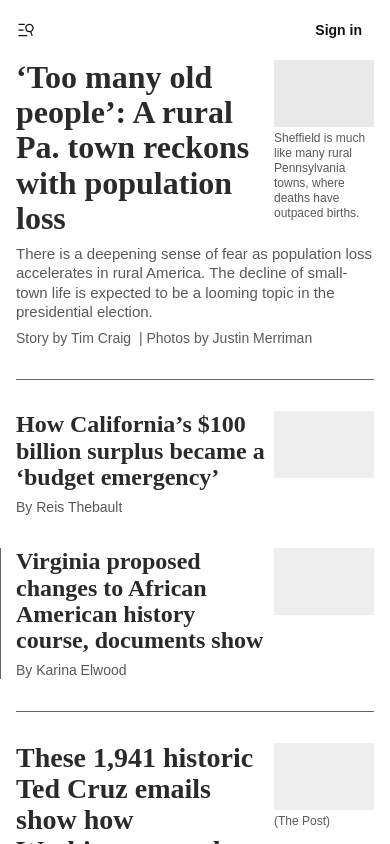 Sign in
‘Too many old
people’: A rural
Pa. town reckons
with population
loss
Sheffield is much
like many rural
Pennsylvania
towns, where
deaths have
outpaced births.
There is a deepening sense of fear as population loss
accelerates in rural America. The decline of small-
town life is expected to be a looming topic in the
presidential election.
Story by Tim Craig | Photos by Justin Merriman
How California’s $100
billion surplus became a
‘budget emergency’
By Reis Thebault
Virginia proposed
changes to African
American history
course, documents show
By Karina Elwood
These 1,941 historic
Ted Cruz emails
show how
(The Post)